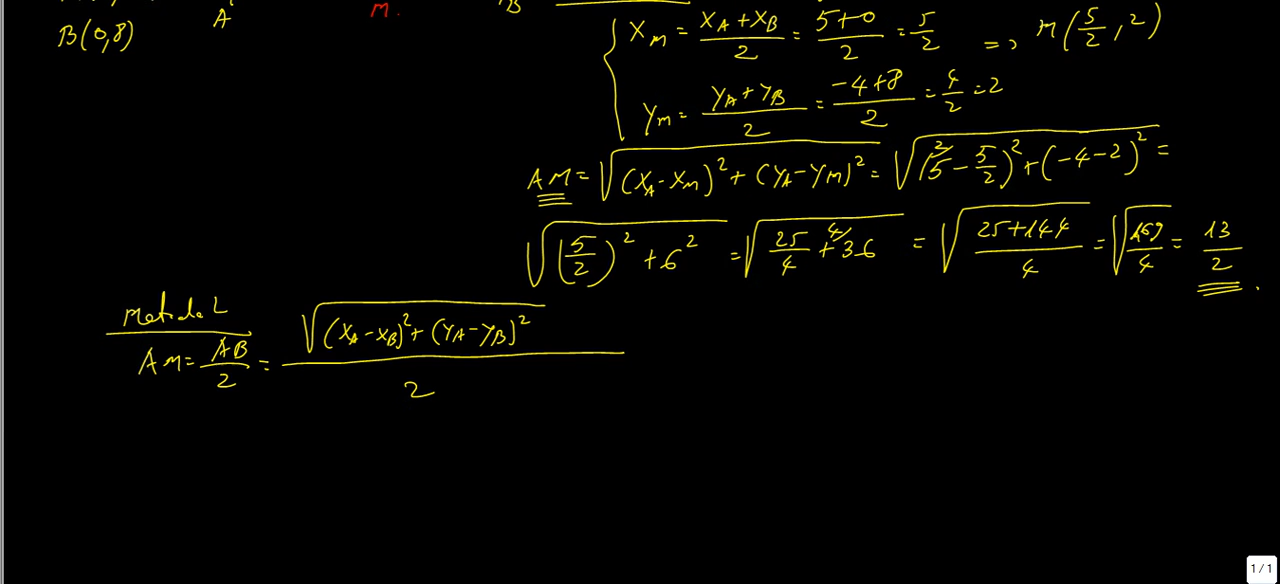 A M B
B(0,8)
{ X_M = (X_A + X_B)/2 = (5+0)/2 = 5/2 => M(5/2, 2)
Y_M = (Y_A + Y_B)/2 = (-4+8)/2 = 4/2 = 2
AM = √((X_A - X_M)² + (Y_A - Y_M)²) = √((²⁾5 - 5/2)² + (-4-2)²) =
√((5/2)² + 6²) = √(25/4 + ⁴⁾36) = √((25+144)/4) = √(169/4) = 13/2.
Metoda 2
AM = AB/2 = √((X_A - X_B)² + (Y_A - Y_B)²)/2
1/1